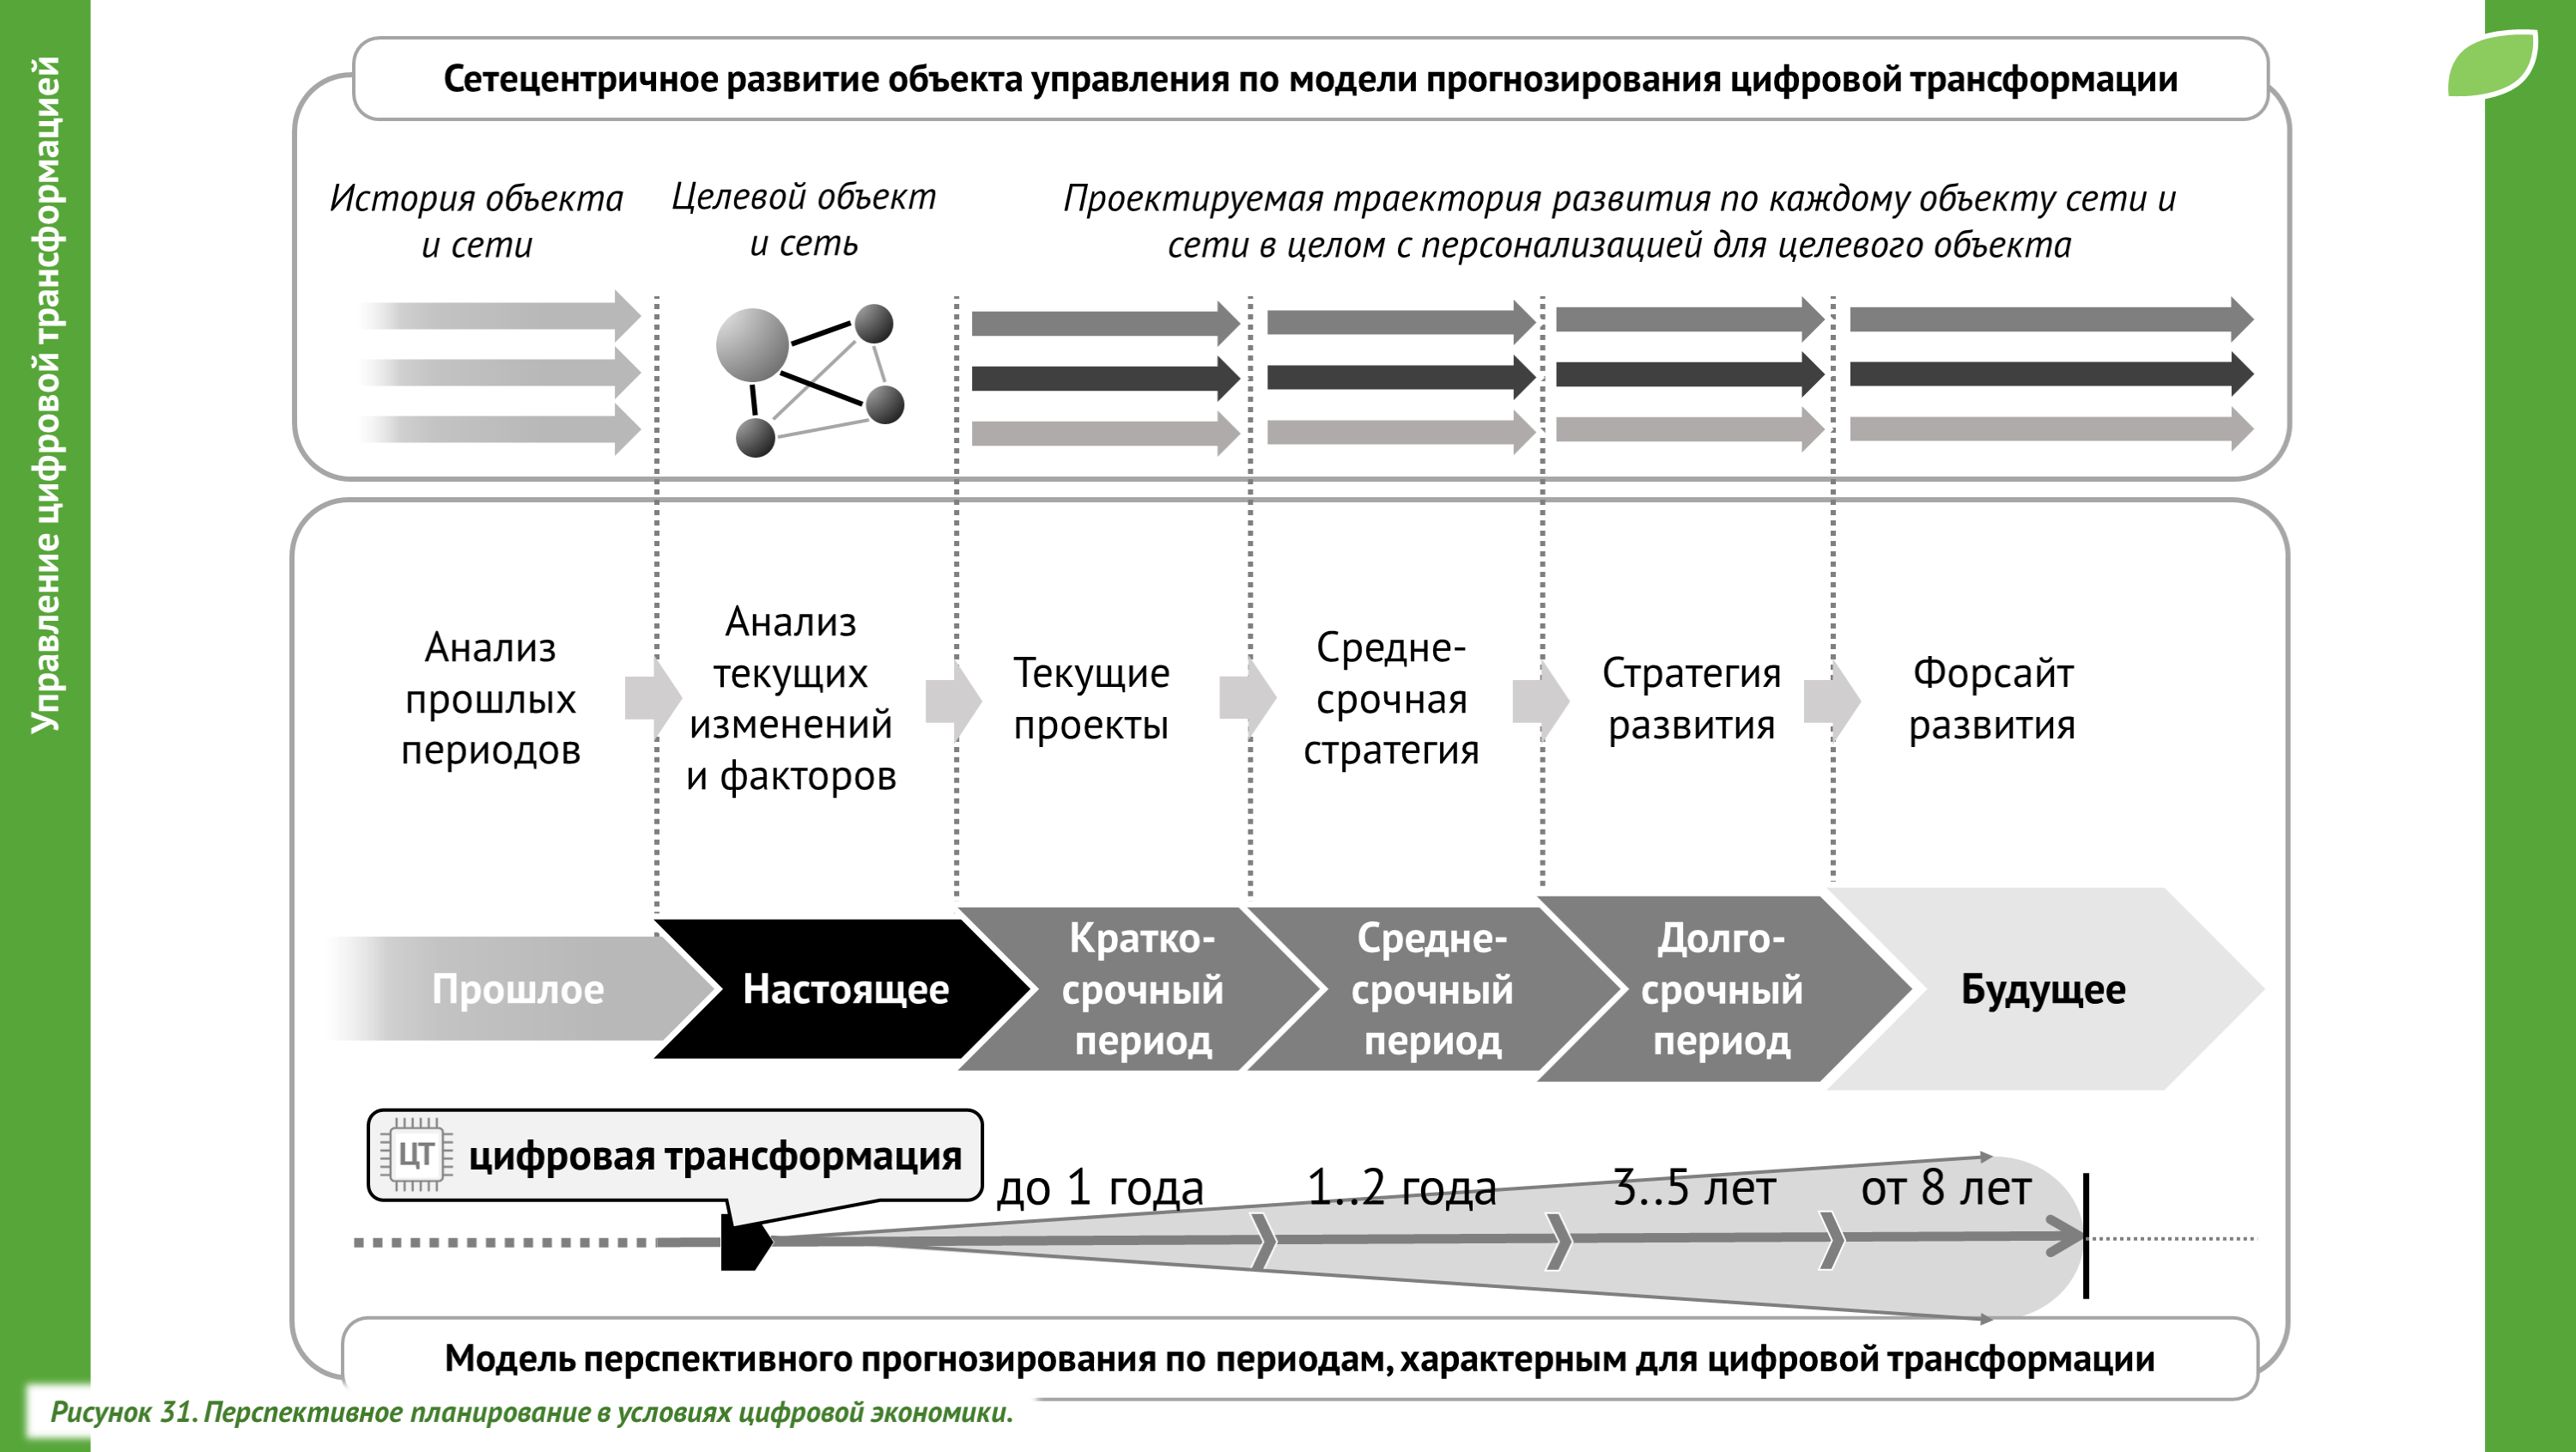 Управление цифровой трансформацией
Сетецентричное развитие объекта управления по модели прогнозирования цифровой трансформации
История объекта
и сети
Целевой объект
и сеть
Проектируемая траектория развития по каждому объекту сети и
сети в целом с персонализацией для целевого объекта
Анализ
прошлых
периодов
Анализ
текущих
изменений
и факторов
Текущие
проекты
Средне-
срочная
стратегия
Стратегия
развития
Форсайт
развития
Прошлое
Настоящее
Кратко-
срочный
период
Средне-
срочный
период
Долго-
срочный
период
Будущее
ЦТ
цифровая трансформация
до 1 года
1..2 года
3..5 лет
от 8 лет
Модель перспективного прогнозирования по периодам, характерным для цифровой трансформации
Рисунок 31. Перспективное планирование в условиях цифровой экономики.